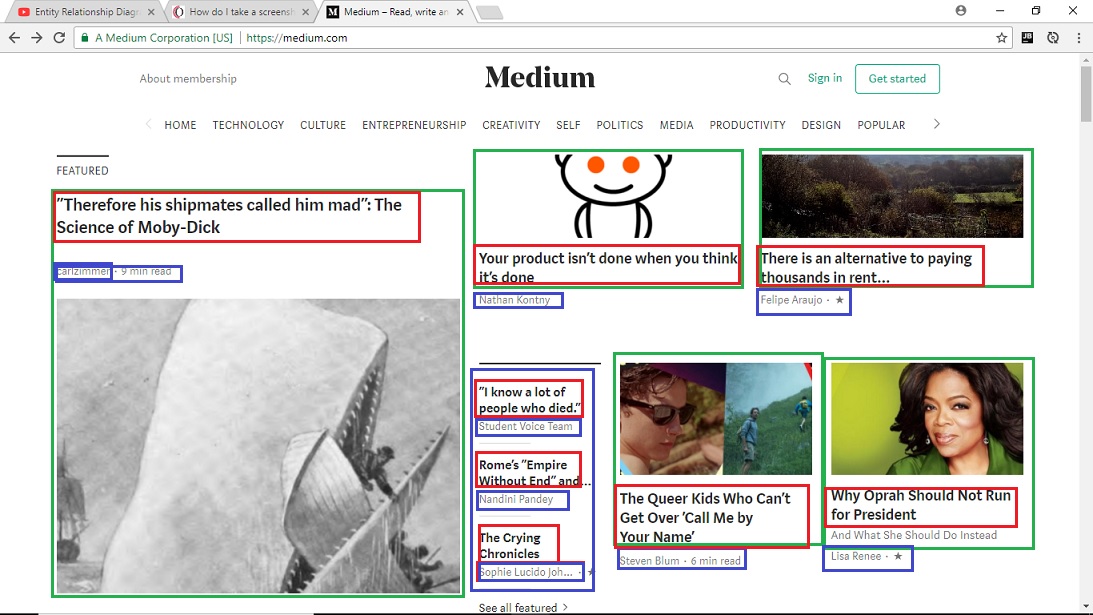 Entity Relationship Diagr
How do I take a screensh
Medium – Read, write an
A Medium Corporation [US]
https://medium.com
JB
About membership
Medium
Sign in
Get started
HOME TECHNOLOGY CULTURE ENTREPRENEURSHIP CREATIVITY SELF POLITICS MEDIA PRODUCTIVITY DESIGN POPULAR
FEATURED
"Therefore his shipmates called him mad": The
Science of Moby-Dick
carlzimmer · 9 min read
Your product isn't done when you think
it's done
Nathan Kontny
There is an alternative to paying
thousands in rent…
Felipe Araujo · ★
"I know a lot of
people who died."
Student Voice Team
Rome's "Empire
Without End" and…
Nandini Pandey
The Crying
Chronicles
Sophie Lucido Joh… · ★
See all featured >
The Queer Kids Who Can't
Get Over 'Call Me by
Your Name'
Steven Blum · 6 min read
Why Oprah Should Not Run
for President
And What She Should Do Instead
Lisa Renee · ★